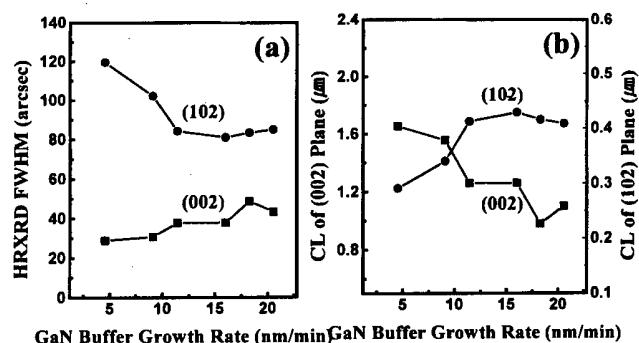 HRXRD FWHM (arcsec)
140
120
100
80
60
40
20
0
(a)
(102)
(002)
5 10 15 20
GaN Buffer Growth Rate (nm/min)
CL of (002) Plane (㎛)
2.4
1.8
1.6
1.2
0.8
(b)
(102)
(002)
5 10 15 20
GaN Buffer Growth Rate (nm/min)
0.6
0.5
0.4
0.3
0.2
0.1
CL of (102) Plane (㎛)